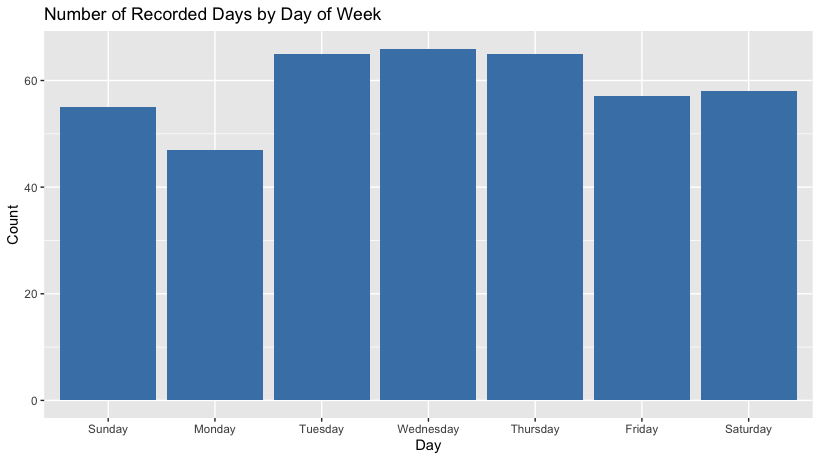 Number of Recorded Days by Day of Week
Count
60
40
20
0
Sunday Monday Tuesday Wednesday Thursday Friday Saturday
Day